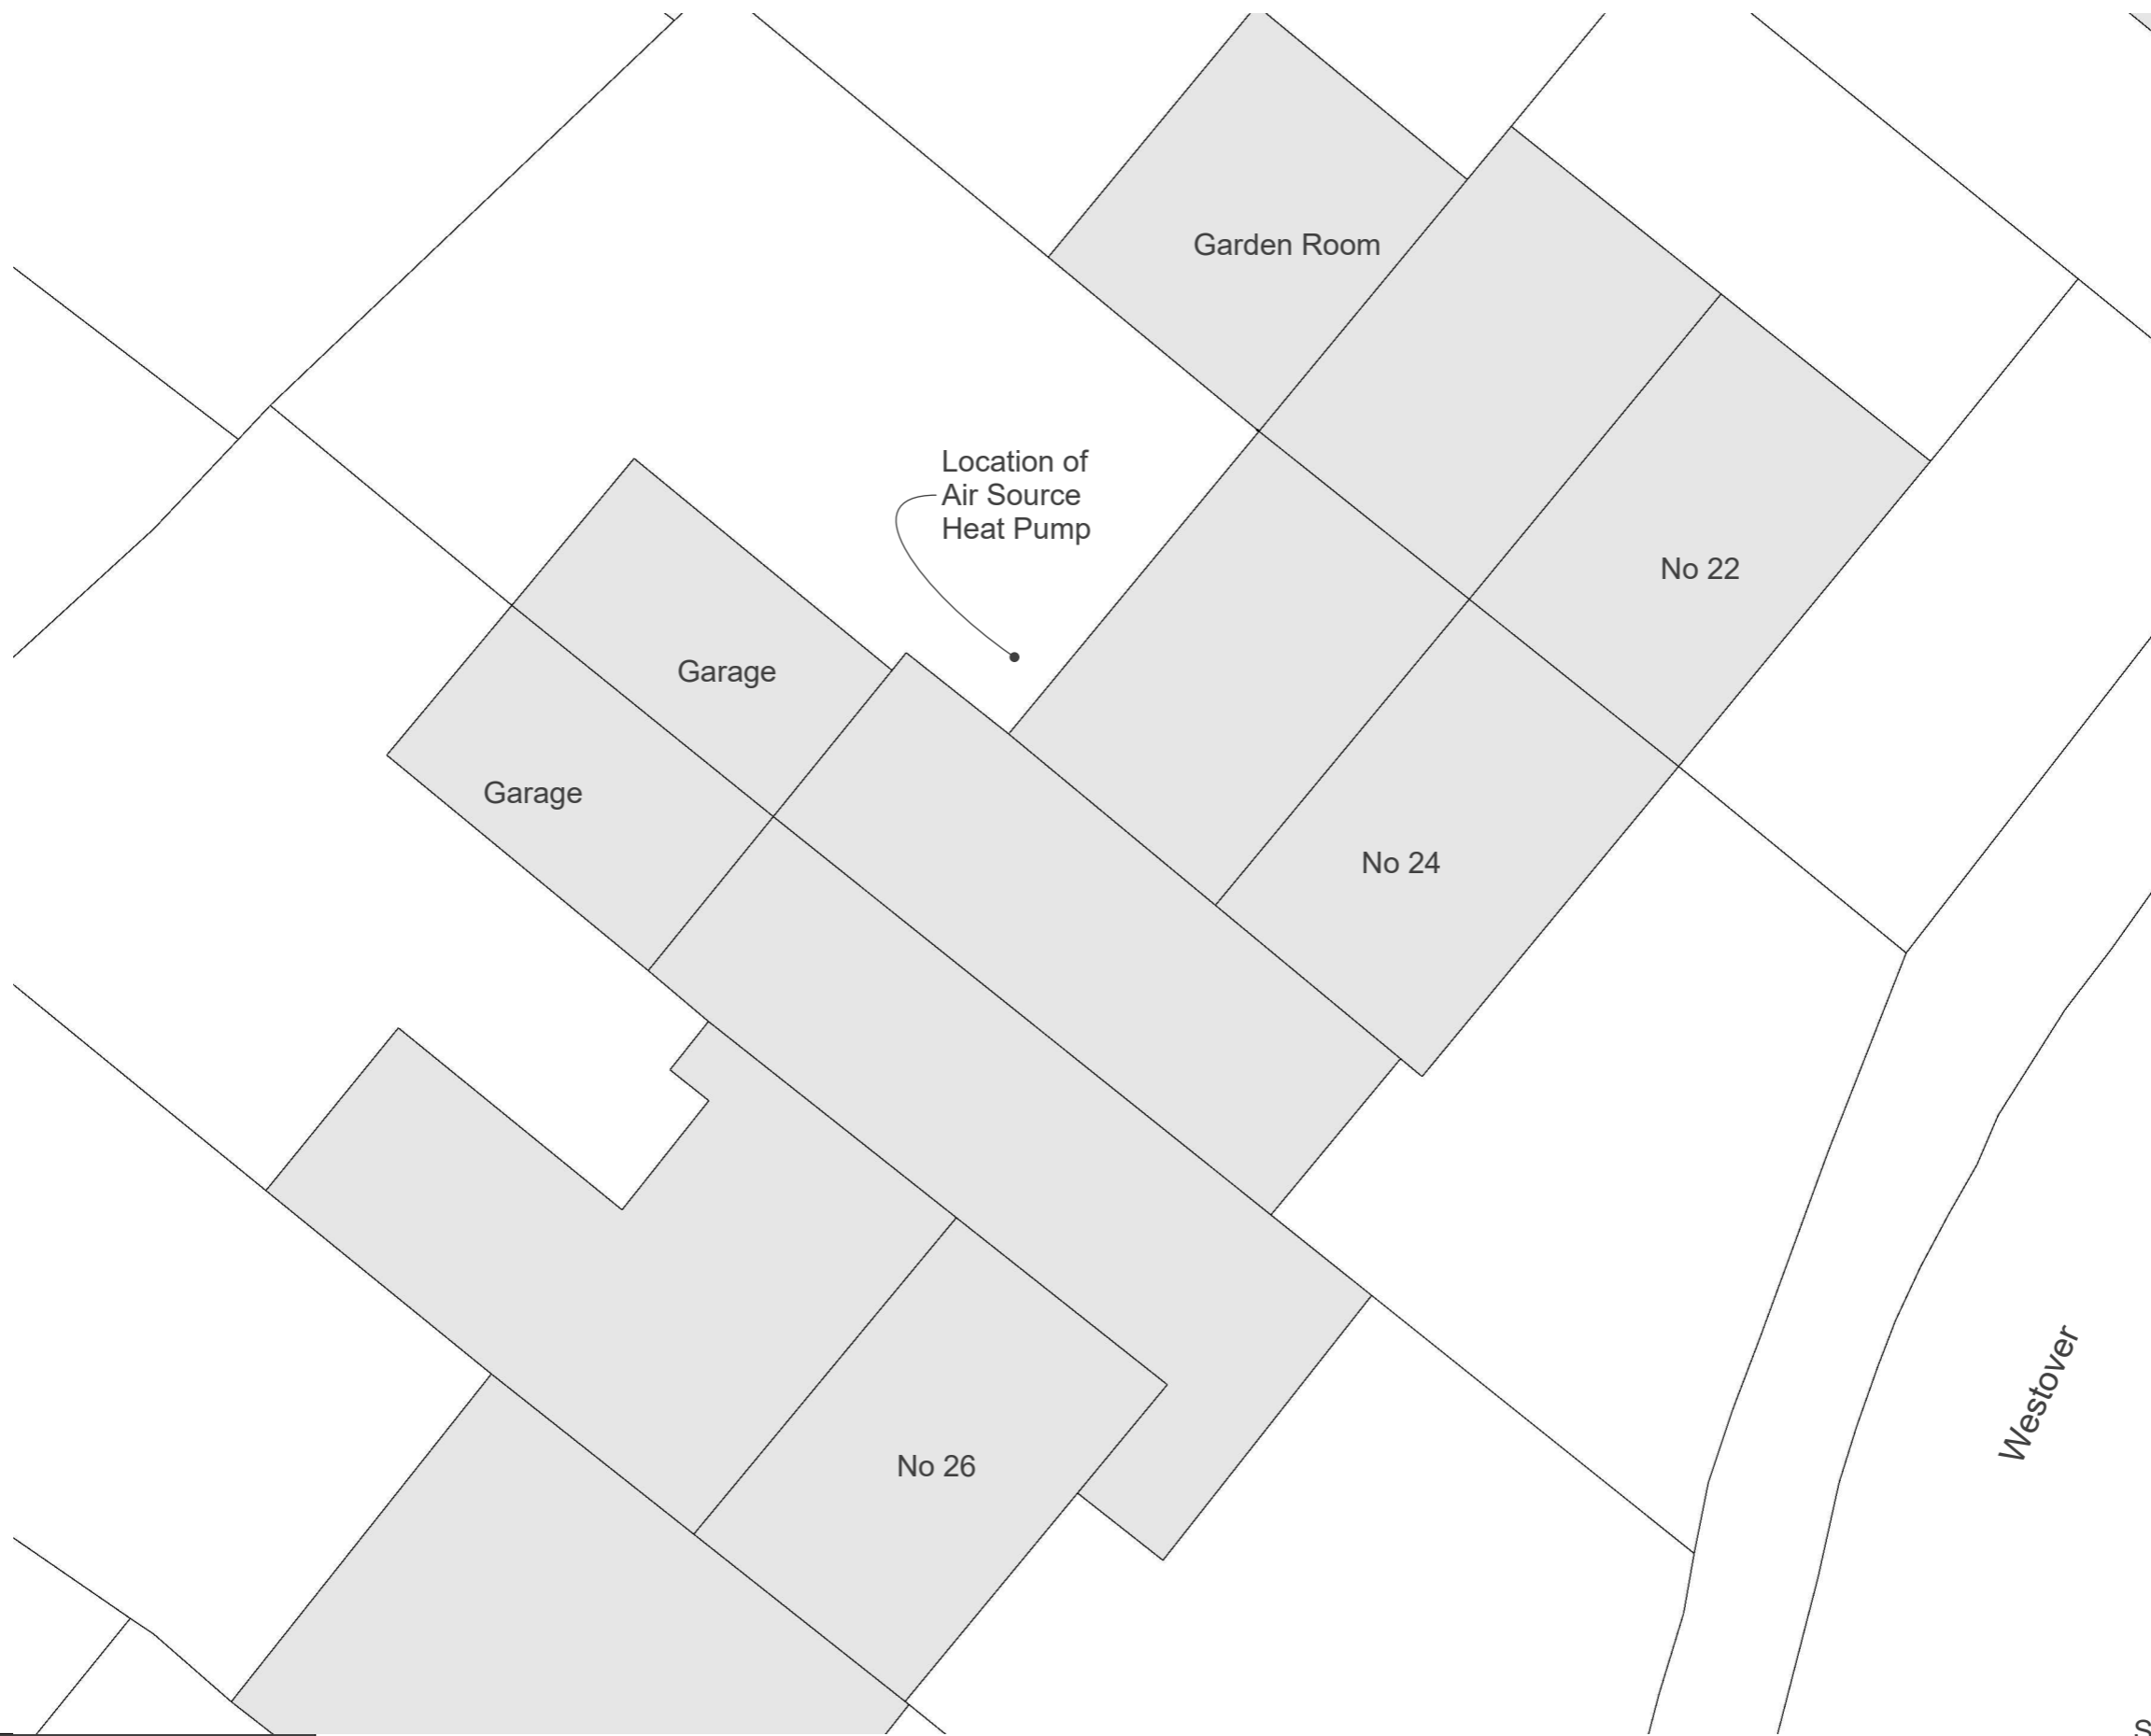 Garden Room
Location of
Air Source
Heat Pump
No 22
Garage
Garage
No 24
Westover
No 26